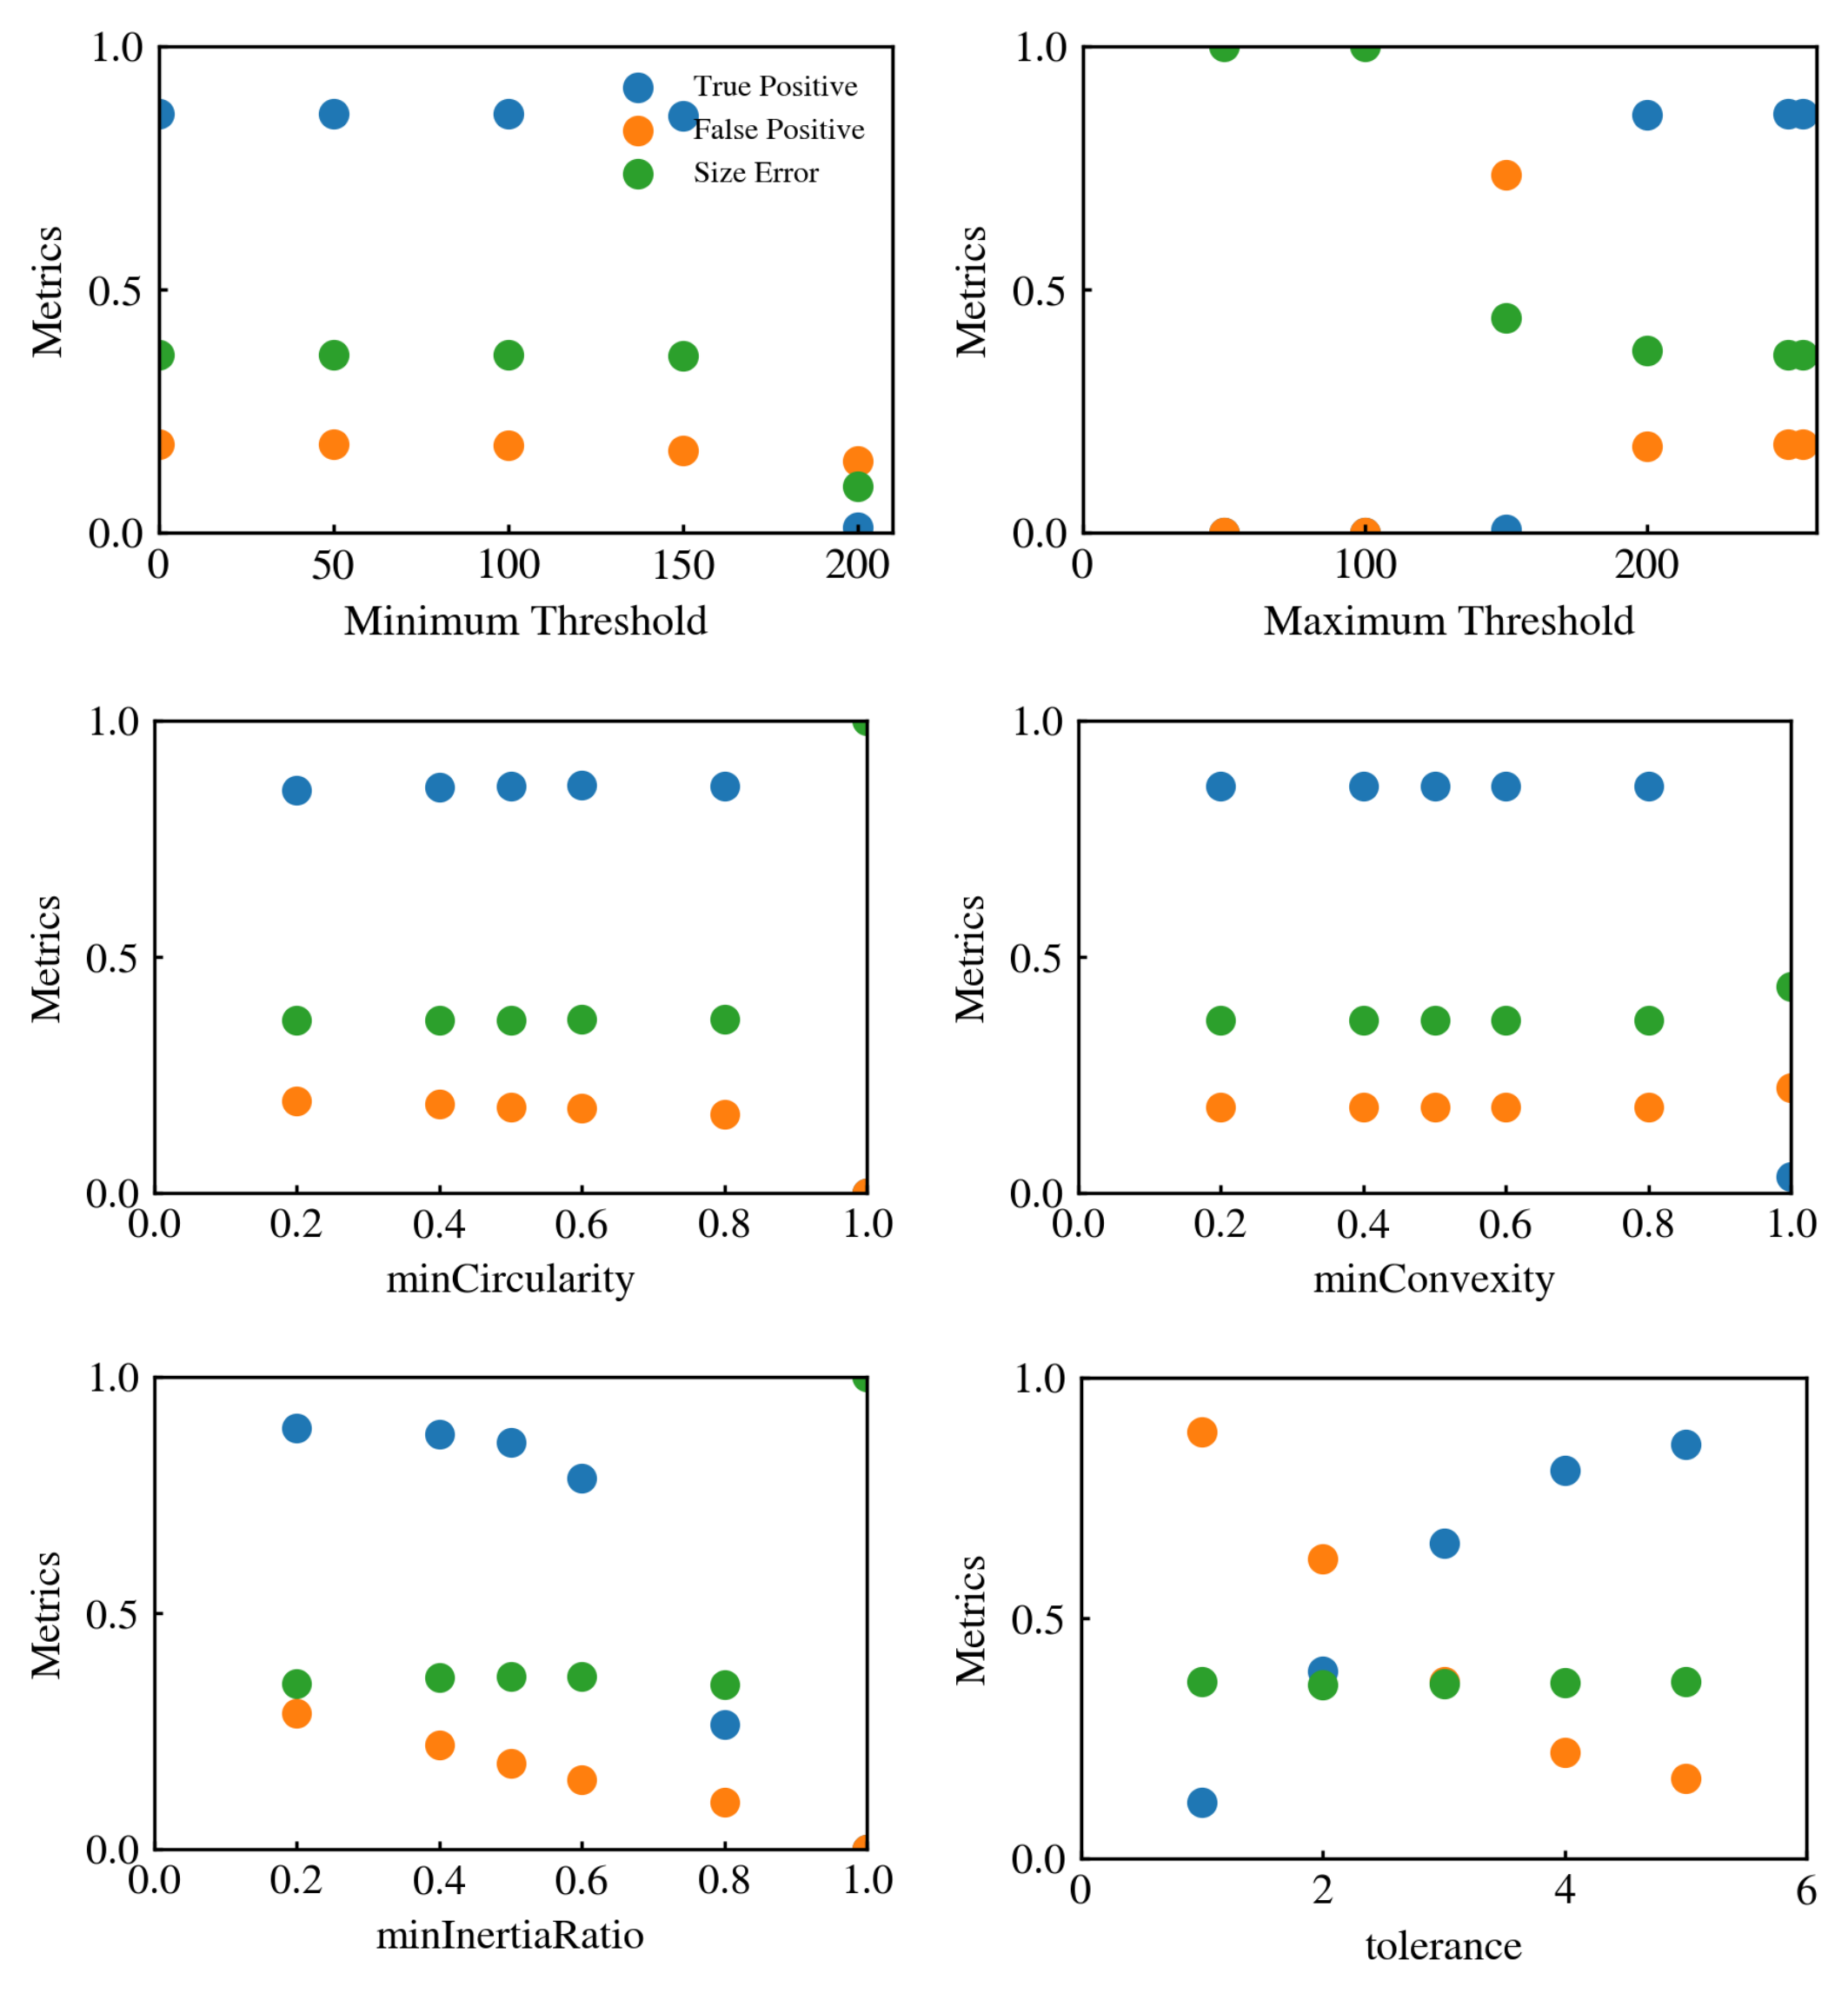 1.0
0.5
0.0
Metrics
True Positive
False Positive
Size Error
0 50 100 150 200
Minimum Threshold
1.0
0.5
0.0
Metrics
0 100 200
Maximum Threshold
1.0
0.5
0.0
Metrics
0.0 0.2 0.4 0.6 0.8 1.0
minCircularity
1.0
0.5
0.0
Metrics
0.0 0.2 0.4 0.6 0.8 1.0
minConvexity
1.0
0.5
0.0
Metrics
0.0 0.2 0.4 0.6 0.8 1.0
minInertiaRatio
1.0
0.5
0.0
Metrics
0 2 4 6
tolerance